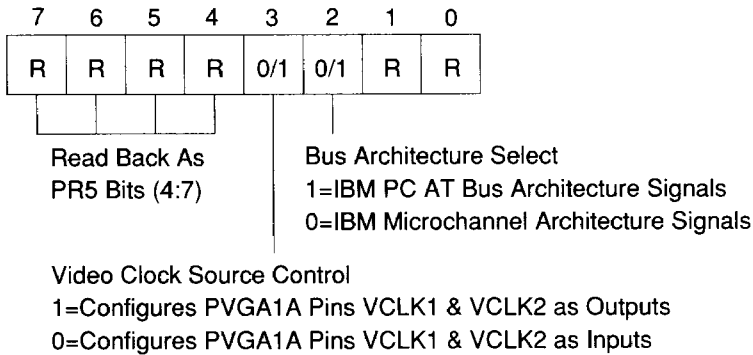 7 6 5 4 3 2 1 0
R R R R 0/1 0/1 R R
Read Back As
PR5 Bits (4:7)
Bus Architecture Select
1=IBM PC AT Bus Architecture Signals
0=IBM Microchannel Architecture Signals
Video Clock Source Control
1=Configures PVGA1A Pins VCLK1 & VCLK2 as Outputs
0=Configures PVGA1A Pins VCLK1 & VCLK2 as Inputs